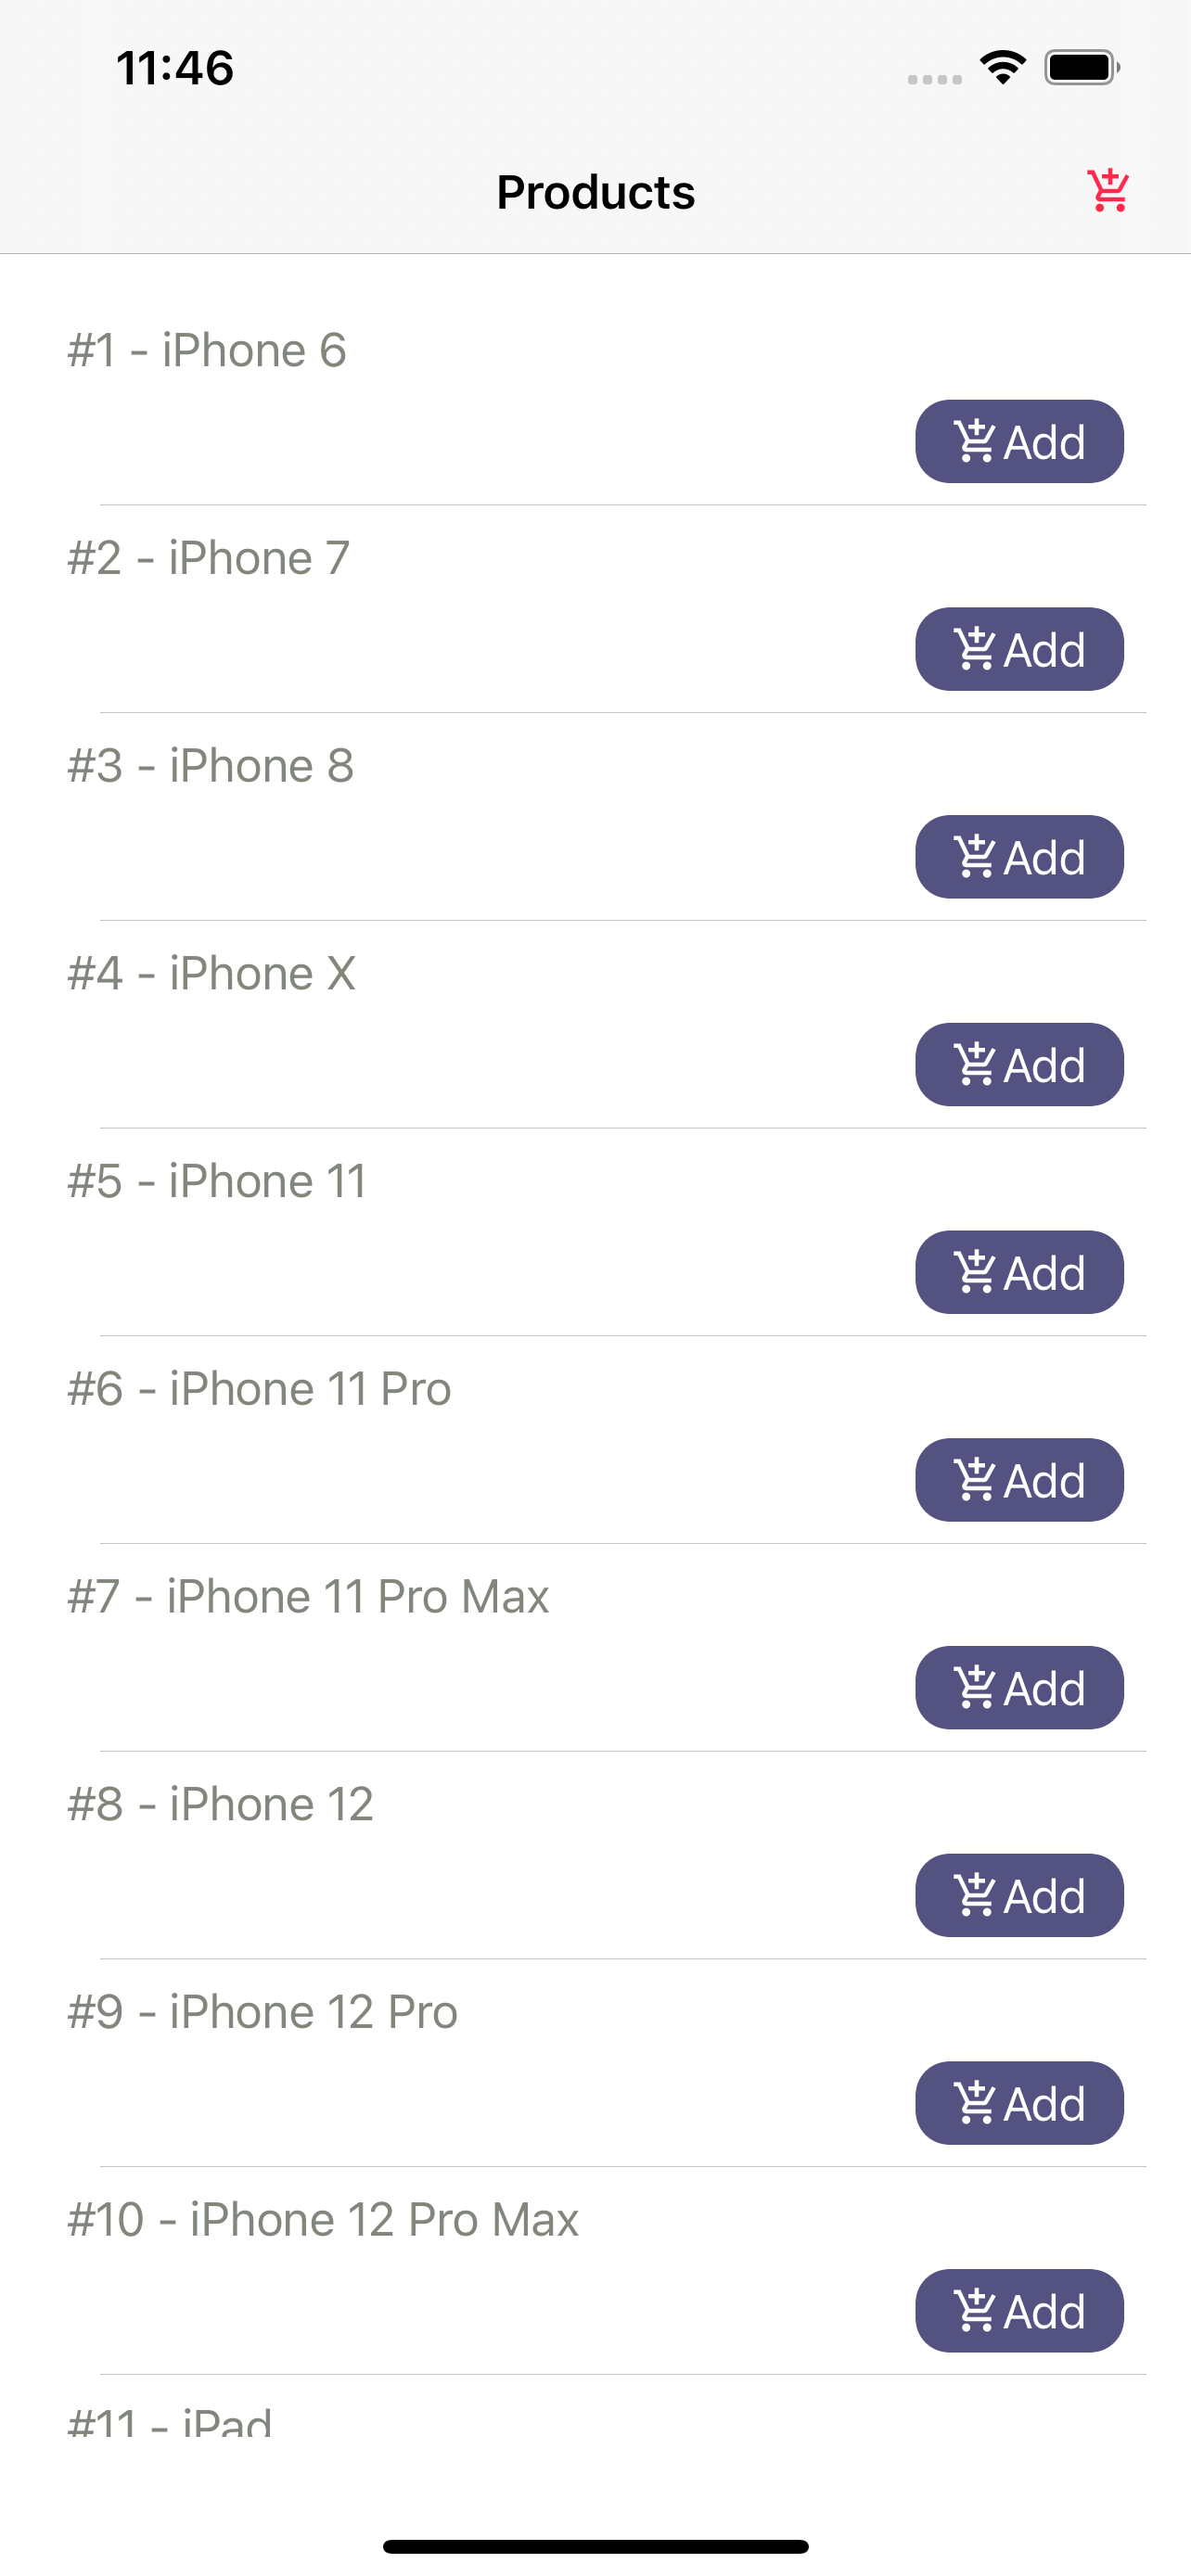 11:46
Products
#1 - iPhone 6
Add
#2 - iPhone 7
Add
#3 - iPhone 8
Add
#4 - iPhone X
Add
#5 - iPhone 11
Add
#6 - iPhone 11 Pro
Add
#7 - iPhone 11 Pro Max
Add
#8 - iPhone 12
Add
#9 - iPhone 12 Pro
Add
#10 - iPhone 12 Pro Max
Add
#11 - iPad